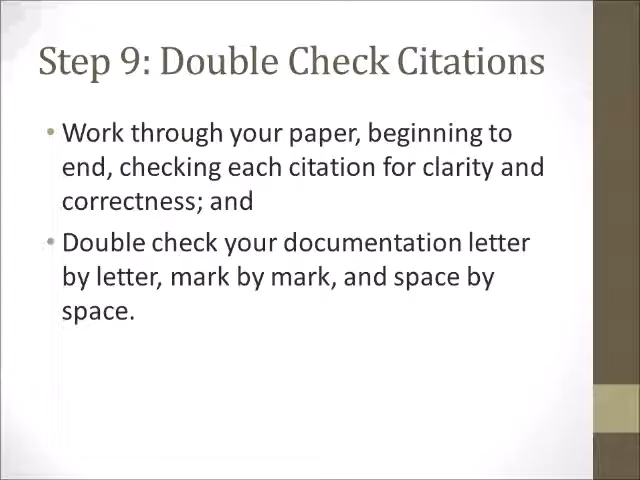 Step 9: Double Check Citations
• Work through your paper, beginning to
end, checking each citation for clarity and
correctness; and
• Double check your documentation letter
by letter, mark by mark, and space by
space.